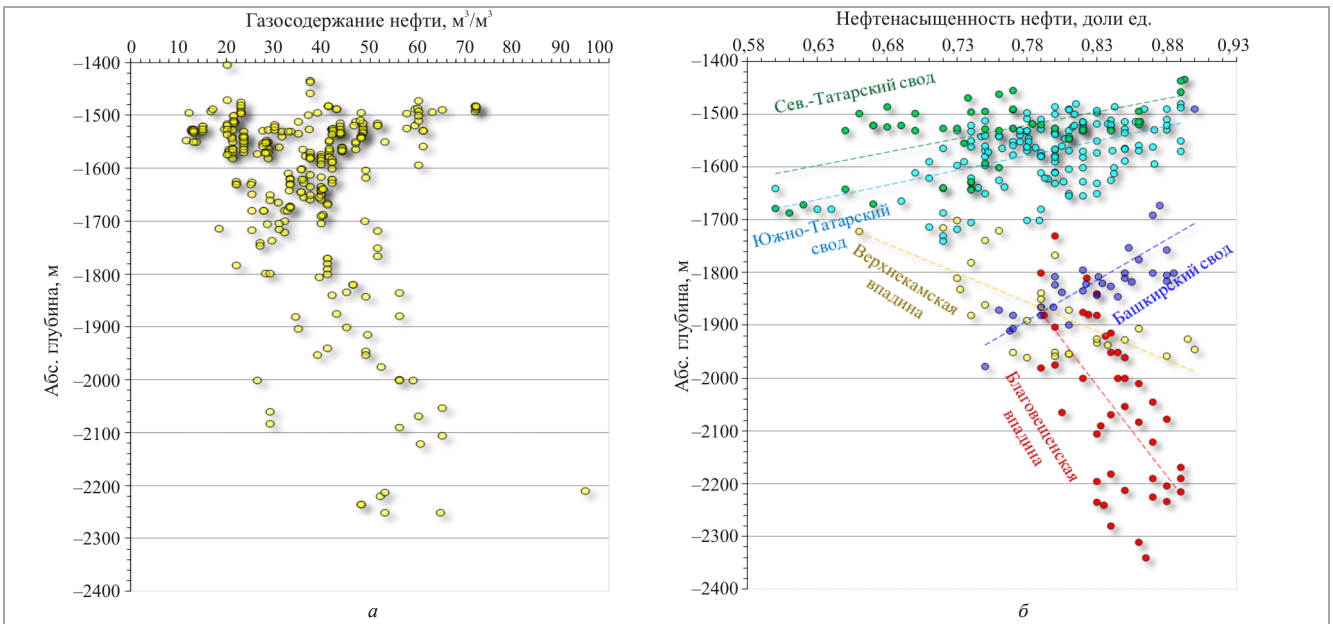 Газосодержание нефти, м³/м³
0 10 20 30 40 50 60 70 80 90 100
–1400
–1500
–1600
–1700
–1800
–1900
–2000
–2100
–2200
–2300
–2400
Абс. глубина, м
а
Нефтенасыщенность нефти, доли ед.
0,58 0,63 0,68 0,73 0,78 0,83 0,88 0,93
–1400
–1500
–1600
–1700
–1800
–1900
–2000
–2100
–2200
–2300
–2400
Абс. глубина, м
Сев.-Татарский свод
Южно-Татарский
свод
Верхнекамская
впадина
Башкирский свод
Благовещенская
впадина
б